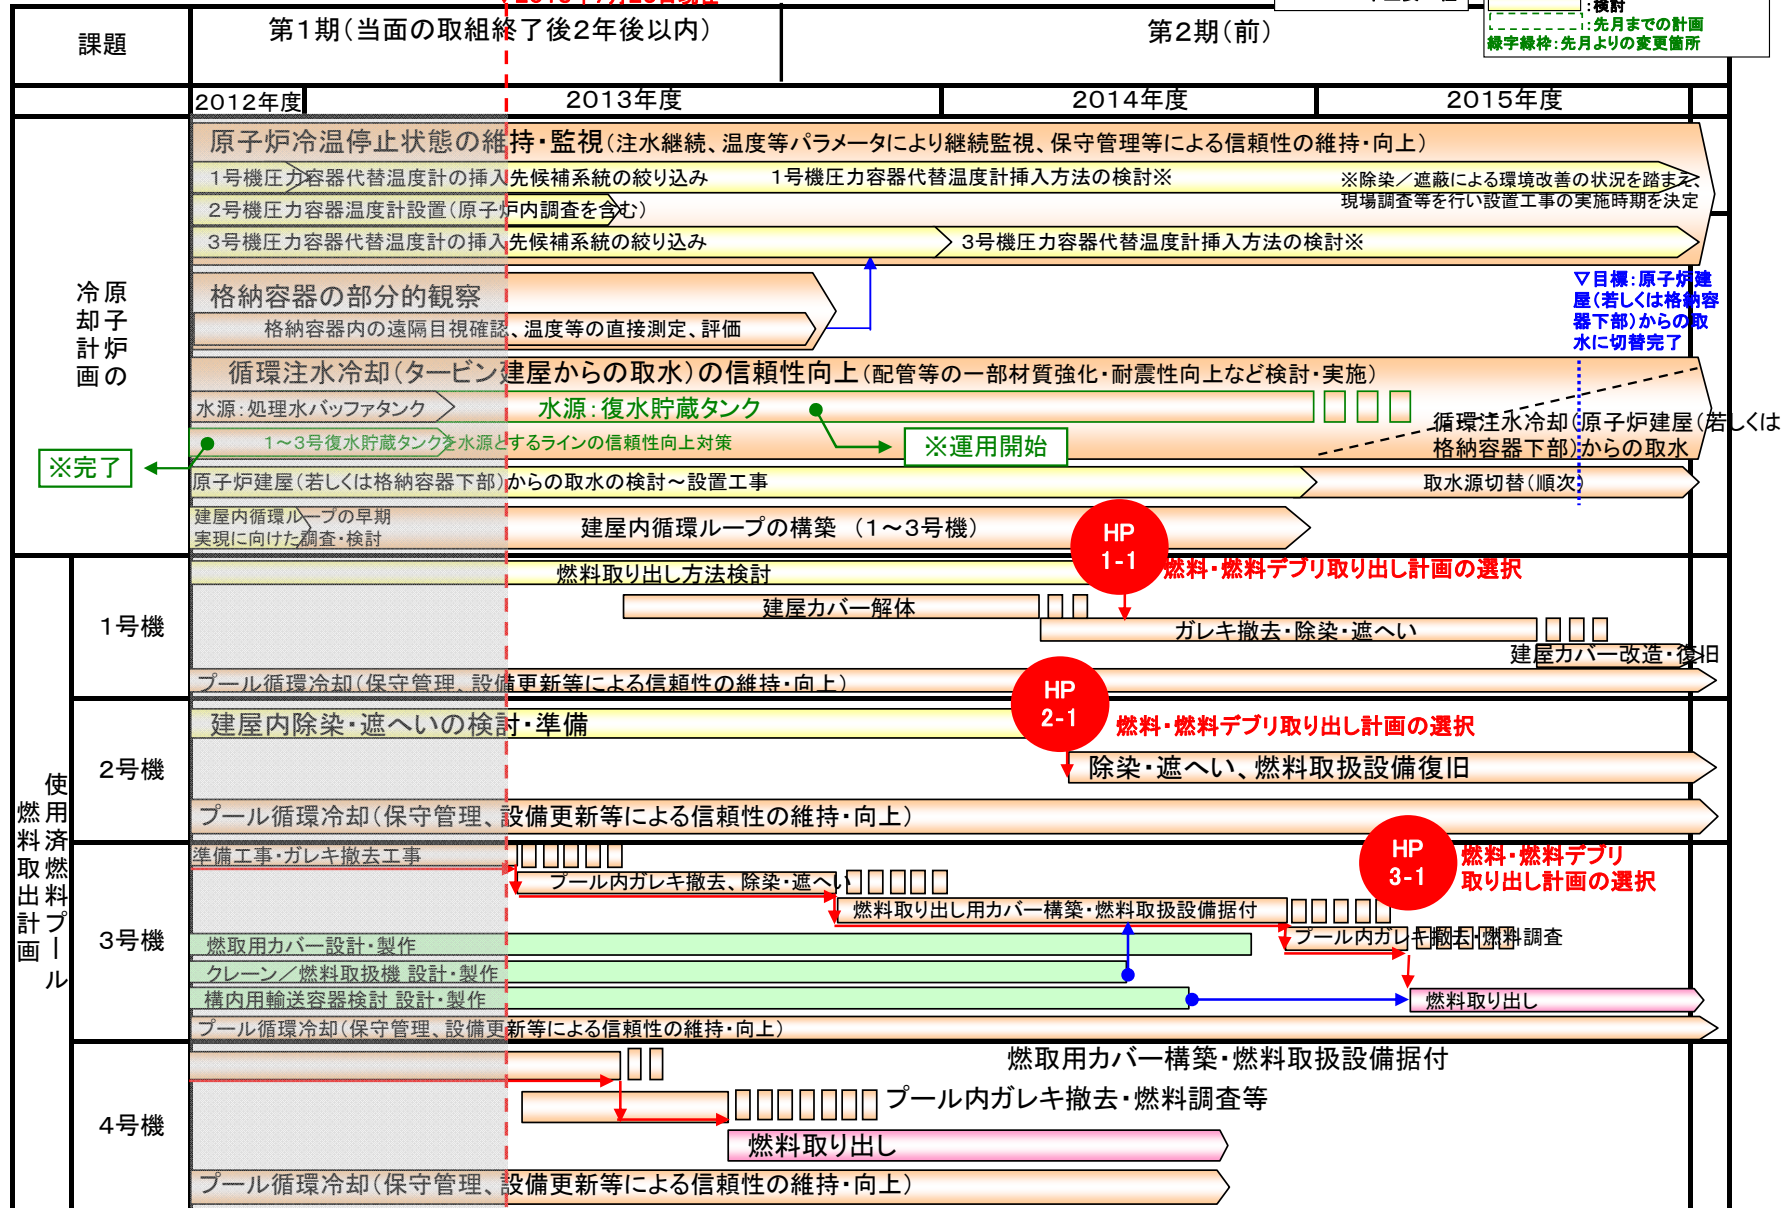 課題
第1期(当面の取組終了後2年後以内)
第2期(前)
:検討
:先月までの計画
緑字緑枠:先月よりの変更箇所
2012年度
2013年度
2014年度
2015年度
原子炉の
冷却計画
原子炉冷温停止状態の維持・監視(注水継続、温度等パラメータにより継続監視、保守管理等による信頼性の維持・向上)
1号機圧力容器代替温度計の挿入先候補系統の絞り込み
1号機圧力容器代替温度計挿入方法の検討※
※除染/遮蔽による環境改善の状況を踏まえ、
現場調査等を行い設置工事の実施時期を決定
2号機圧力容器温度計設置(原子炉内調査を含む)
3号機圧力容器代替温度計の挿入先候補系統の絞り込み
3号機圧力容器代替温度計挿入方法の検討※
格納容器の部分的観察
格納容器内の遠隔目視確認、温度等の直接測定、評価
▽目標:原子炉建
屋(若しくは格納容
器下部)からの取
水に切替完了
循環注水冷却(タービン建屋からの取水)の信頼性向上(配管等の一部材質強化・耐震性向上など検討・実施)
水源:処理水バッファタンク
水源:復水貯蔵タンク
循環注水冷却(原子炉建屋(若しくは
格納容器下部)からの取水
1～3号復水貯蔵タンクを水源とするラインの信頼性向上対策
※運用開始
※完了
原子炉建屋(若しくは格納容器下部)からの取水の検討～設置工事
取水源切替(順次)
建屋内循環ループの早期
実現に向けた調査・検討
建屋内循環ループの構築 (1～3号機)
使用済燃料プール
燃料取出計画
1号機
燃料取り出し方法検討
HP
1-1
燃料・燃料デブリ取り出し計画の選択
建屋カバー解体
ガレキ撤去・除染・遮へい
建屋カバー改造・復旧
プール循環冷却(保守管理、設備更新等による信頼性の維持・向上)
2号機
建屋内除染・遮へいの検討・準備
HP
2-1
燃料・燃料デブリ取り出し計画の選択
除染・遮へい、燃料取扱設備復旧
プール循環冷却(保守管理、設備更新等による信頼性の維持・向上)
3号機
準備工事・ガレキ撤去工事
HP
3-1
燃料・燃料デブリ
取り出し計画の選択
プール内ガレキ撤去、除染・遮へい
燃料取り出し用カバー構築・燃料取扱設備据付
プール内ガレキ撤去・燃料調査
燃取用カバー設計・製作
クレーン/燃料取扱機 設計・製作
構内用輸送容器検討 設計・製作
燃料取り出し
プール循環冷却(保守管理、設備更新等による信頼性の維持・向上)
4号機
燃取用カバー構築・燃料取扱設備据付
プール内ガレキ撤去・燃料調査等
燃料取り出し
プール循環冷却(保守管理、設備更新等による信頼性の維持・向上)